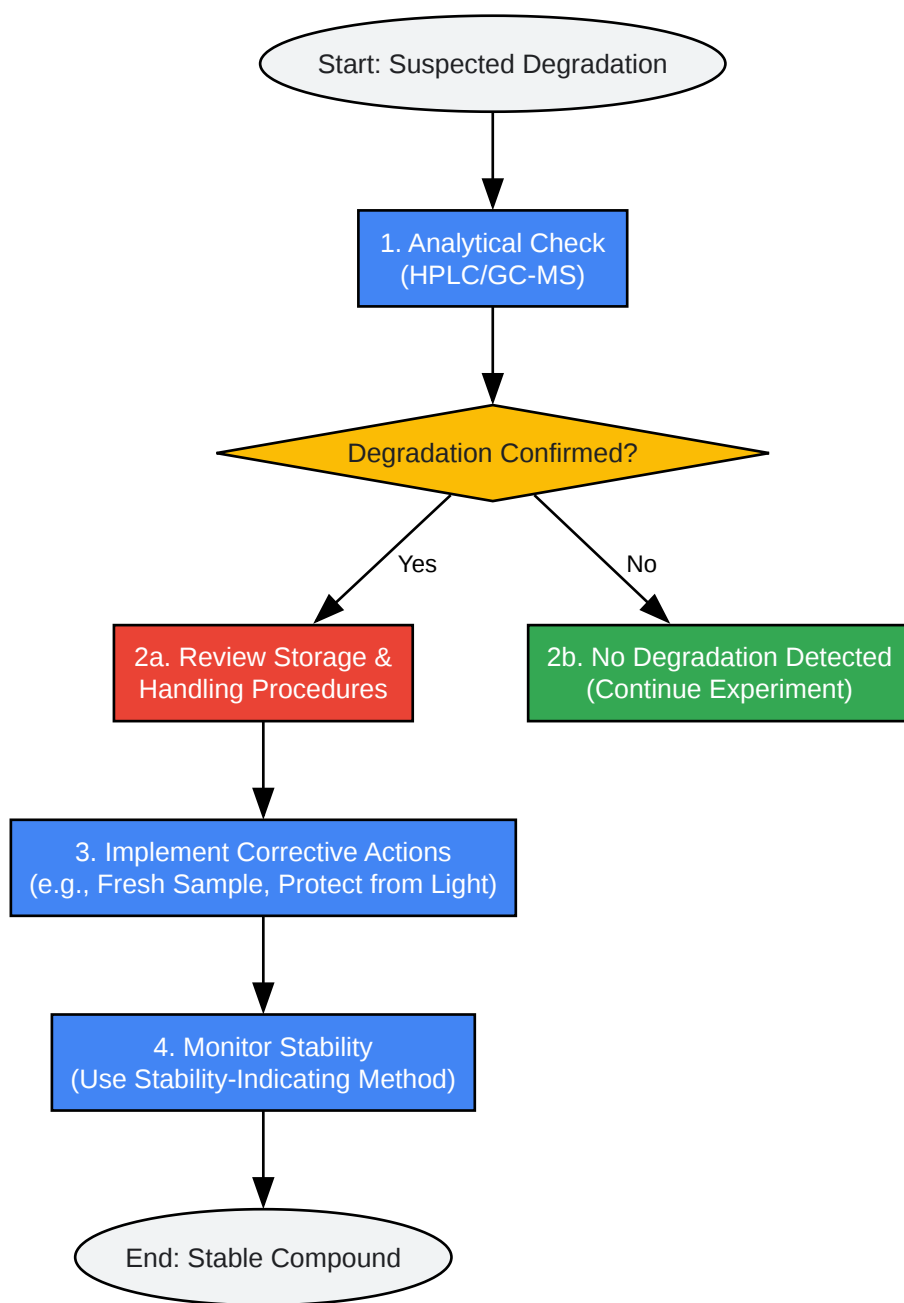 Start: Suspected Degradation
1. Analytical Check
(HPLC/GC-MS)
Degradation Confirmed?
Yes
No
2a. Review Storage &
Handling Procedures
2b. No Degradation Detected
(Continue Experiment)
3. Implement Corrective Actions
(e.g., Fresh Sample, Protect from Light)
4. Monitor Stability
(Use Stability-Indicating Method)
End: Stable Compound